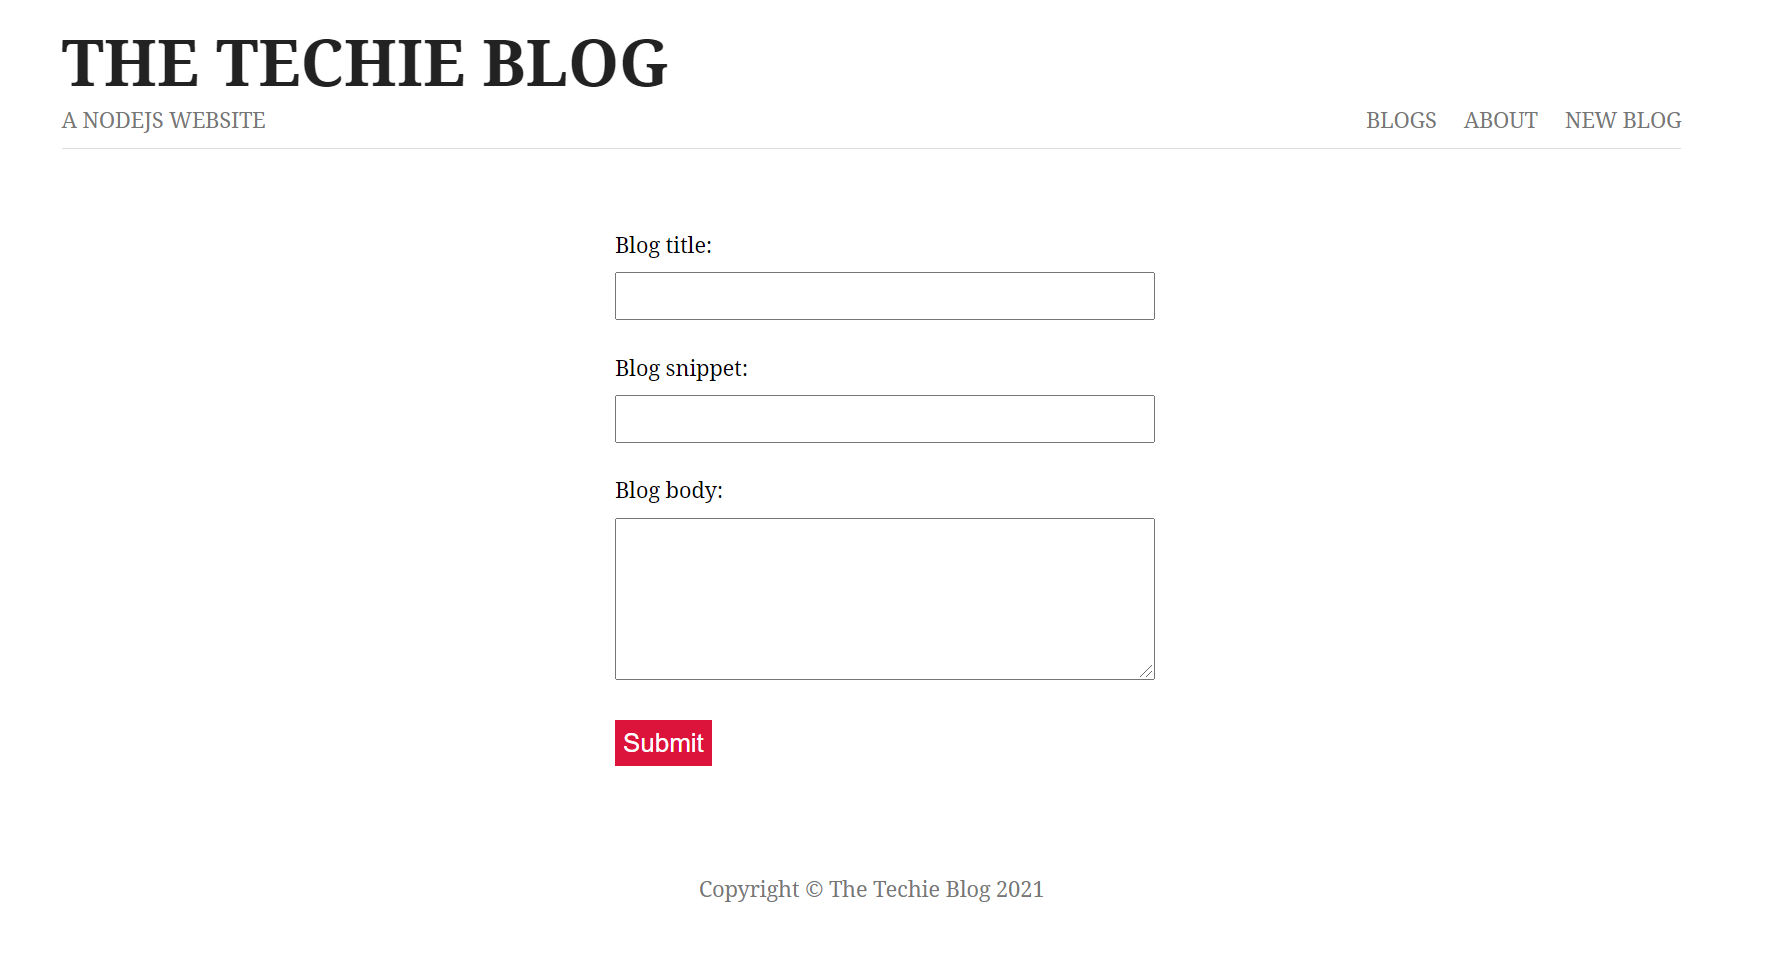 THE TECHIE BLOG
A NODEJS WEBSITE
BLOGS ABOUT NEW BLOG
Blog title:
Blog snippet:
Blog body:
Submit
Copyright © The Techie Blog 2021